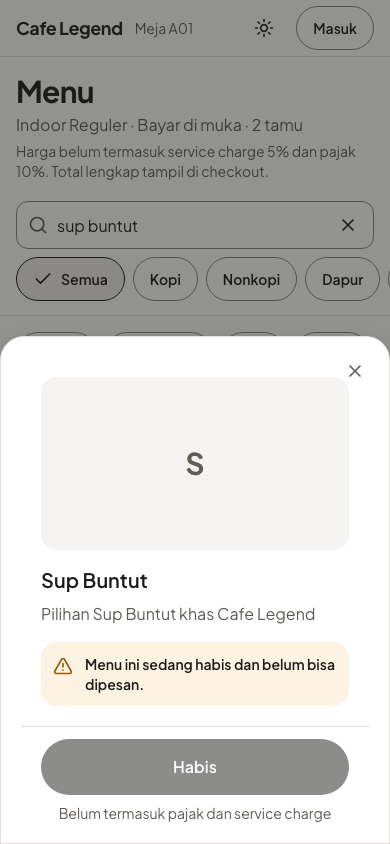 Cafe Legend Meja A01 Masuk
Menu
Indoor Reguler · Bayar di muka · 2 tamu
Harga belum termasuk service charge 5% dan pajak
10%. Total lengkap tampil di checkout.
sup buntut
Semua Kopi Nonkopi Dapur
S
Sup Buntut
Pilihan Sup Buntut khas Cafe Legend
Menu ini sedang habis dan belum bisa
dipesan.
Habis
Belum termasuk pajak dan service charge